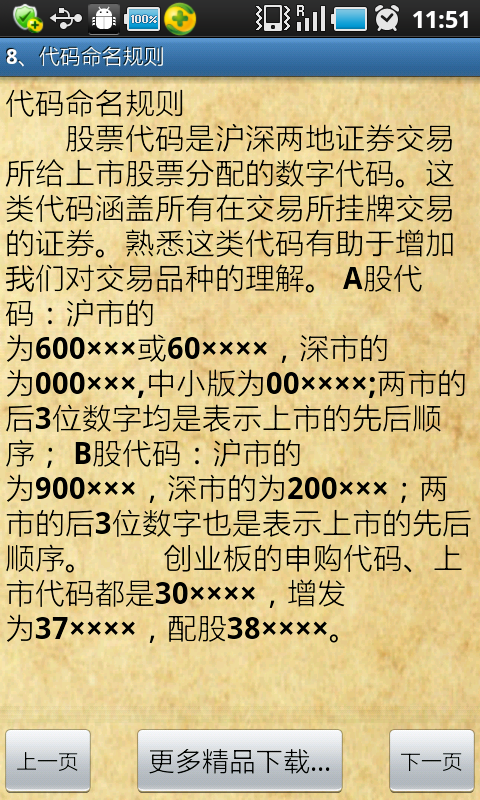 R
100%
11:51
8、代码命名规则
代码命名规则
股票代码是沪深两地证券交易
所给上市股票分配的数字代码。这
类代码涵盖所有在交易所挂牌交易
的证券。熟悉这类代码有助于增加
我们对交易品种的理解。 A股代
码：沪市的
为600×××或60××××，深市的
为000×××,中小版为00××××;两市的
后3位数字均是表示上市的先后顺
序； B股代码：沪市的
为900×××，深市的为200×××；两
市的后3位数字也是表示上市的先后
顺序。 创业板的申购代码、上
市代码都是30××××，增发
为37××××，配股38××××。
上一页
更多精品下载...
下一页